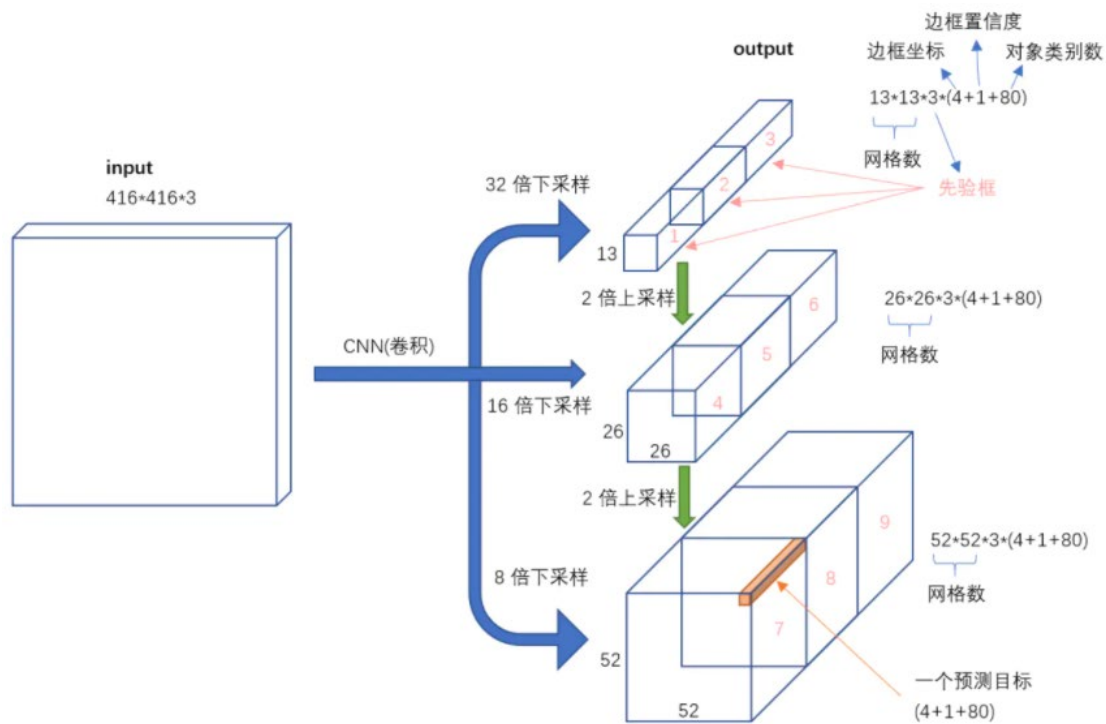 input
416*416*3
CNN(卷积)
32 倍下采样
16 倍下采样
8 倍下采样
output
13
1
2
3
2 倍上采样
26
26
4
5
6
2 倍上采样
52
52
7
8
9
边框置信度
边框坐标
对象类别数
13*13*3*(4+1+80)
网格数
先验框
26*26*3*(4+1+80)
网格数
52*52*3*(4+1+80)
网格数
一个预测目标
(4+1+80)